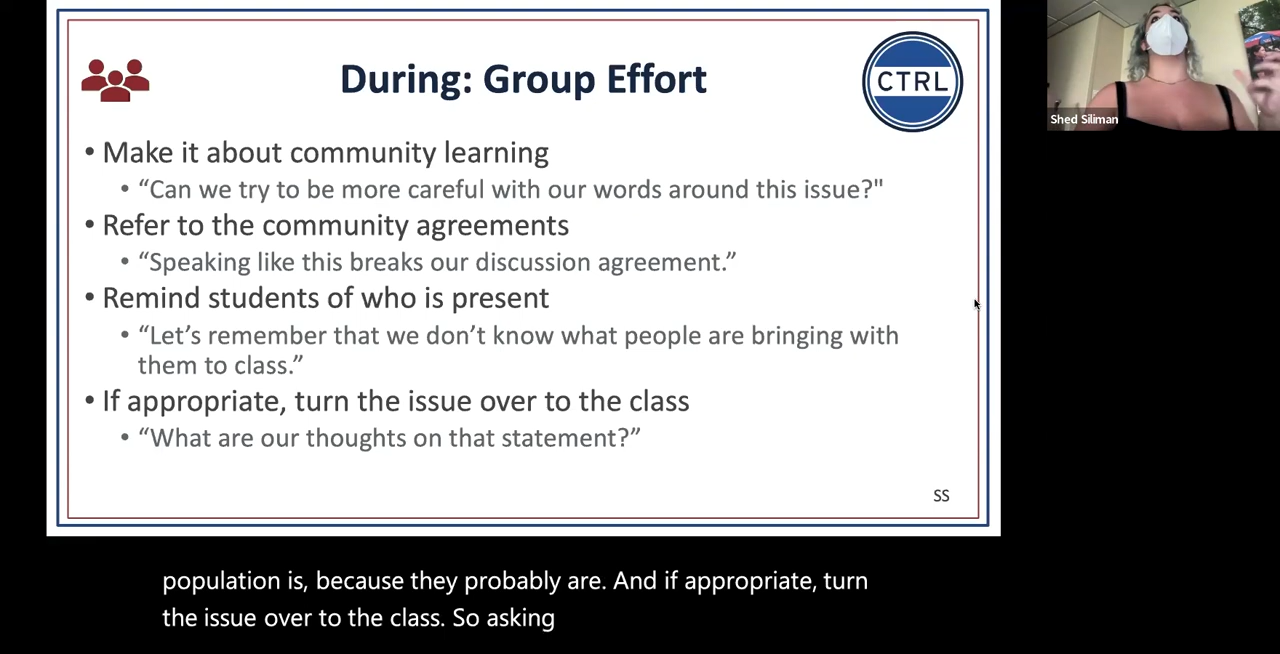 During: Group Effort
CTRL
Shed Siliman
• Make it about community learning
• “Can we try to be more careful with our words around this issue?"
• Refer to the community agreements
• “Speaking like this breaks our discussion agreement.”
• Remind students of who is present
• “Let’s remember that we don’t know what people are bringing with
them to class.”
• If appropriate, turn the issue over to the class
• “What are our thoughts on that statement?”
SS
population is, because they probably are. And if appropriate, turn
the issue over to the class. So asking